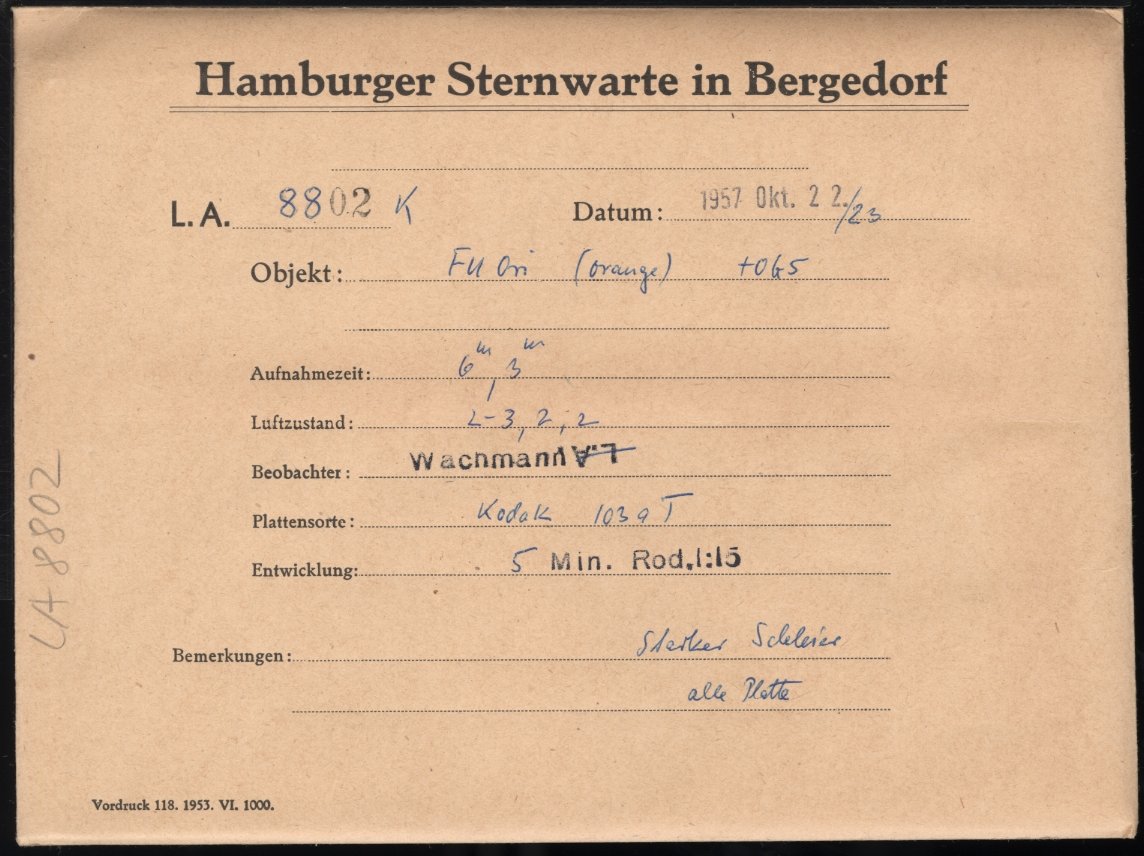 Hamburger Sternwarte in Bergedorf
L.A. 8802 K Datum: 1957 Okt. 22./23
Objekt: FU Ori (orange) +OG5
Aufnahmezeit: 6m, 3m
Luftzustand: 2-3, 2, 2
Beobachter: Wachmann L.A.
Plattensorte: Kodak 103 a T
Entwicklung: 5 Min. Rod. 1:15
Bemerkungen: Starker Schleier
alte Platte
Vordruck 118. 1953. VI. 1000.
LA 8802